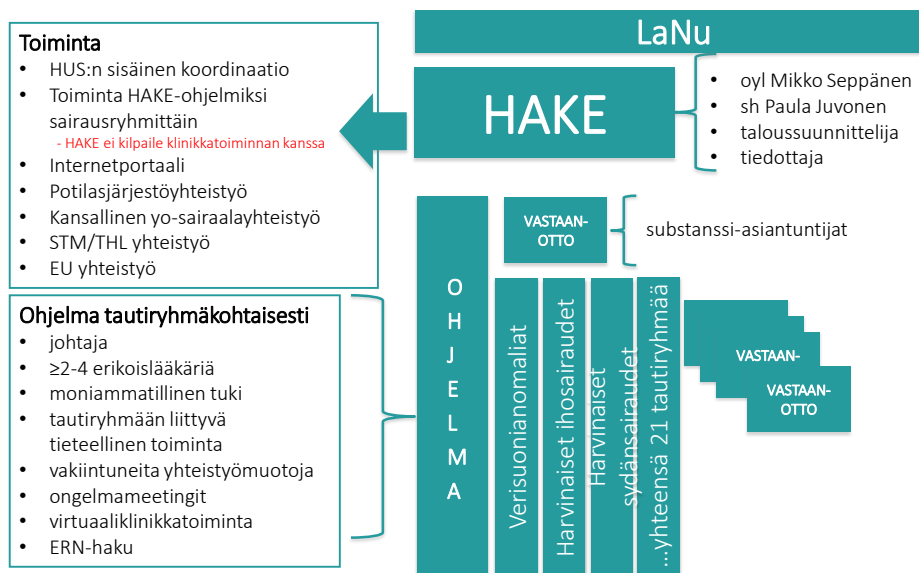 LaNu
Toiminta
• HUS:n sisäinen koordinaatio
• Toiminta HAKE-ohjelmiksi
sairausryhmittäin
- HAKE ei kilpaile klinikkatoiminnan kanssa
• Internetportaali
• Potilasjärjestöyhteistyö
• Kansallinen yo-sairaalayhteistyö
• STM/THL yhteistyö
• EU yhteistyö
HAKE
• oyl Mikko Seppänen
• sh Paula Juvonen
• taloussuunnittelija
• tiedottaja
VASTAAN-
OTTO
substanssi-asiantuntijat
Ohjelma tautiryhmäkohtaisesti
• johtaja
• ≥2-4 erikoislääkäriä
• moniammatillinen tuki
• tautiryhmään liittyvä
tieteellinen toiminta
• vakiintuneita yhteistyömuotoja
• ongelmameetingit
• virtuaaliklinikkatoiminta
• ERN-haku
OHJELMA
Verisuonianomaliat
Harvinaiset ihosairaudet
Harvinaiset
sydänsairaudet
...yhteensä 21 tautiryhmää
VASTAAN-
VASTAAN-
OTTO